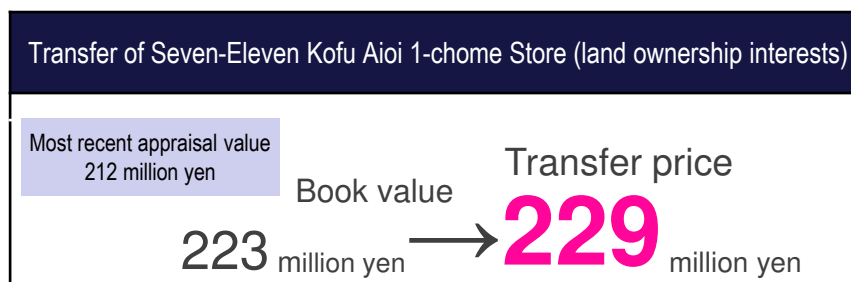 Transfer of Seven-Eleven Kofu Aioi 1-chome Store (land ownership interests)
Most recent appraisal value
212 million yen
Book value
223 million yen
→
Transfer price
229 million yen